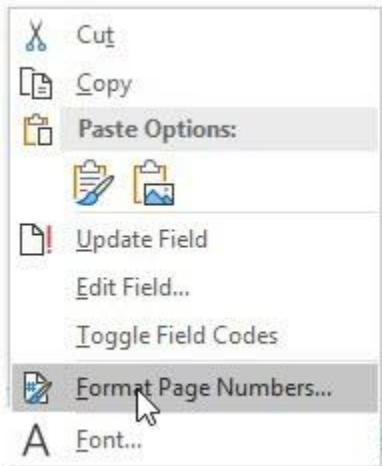 Cut
Copy
Paste Options:
Update Field
Edit Field...
Toggle Field Codes
Format Page Numbers...
Font...